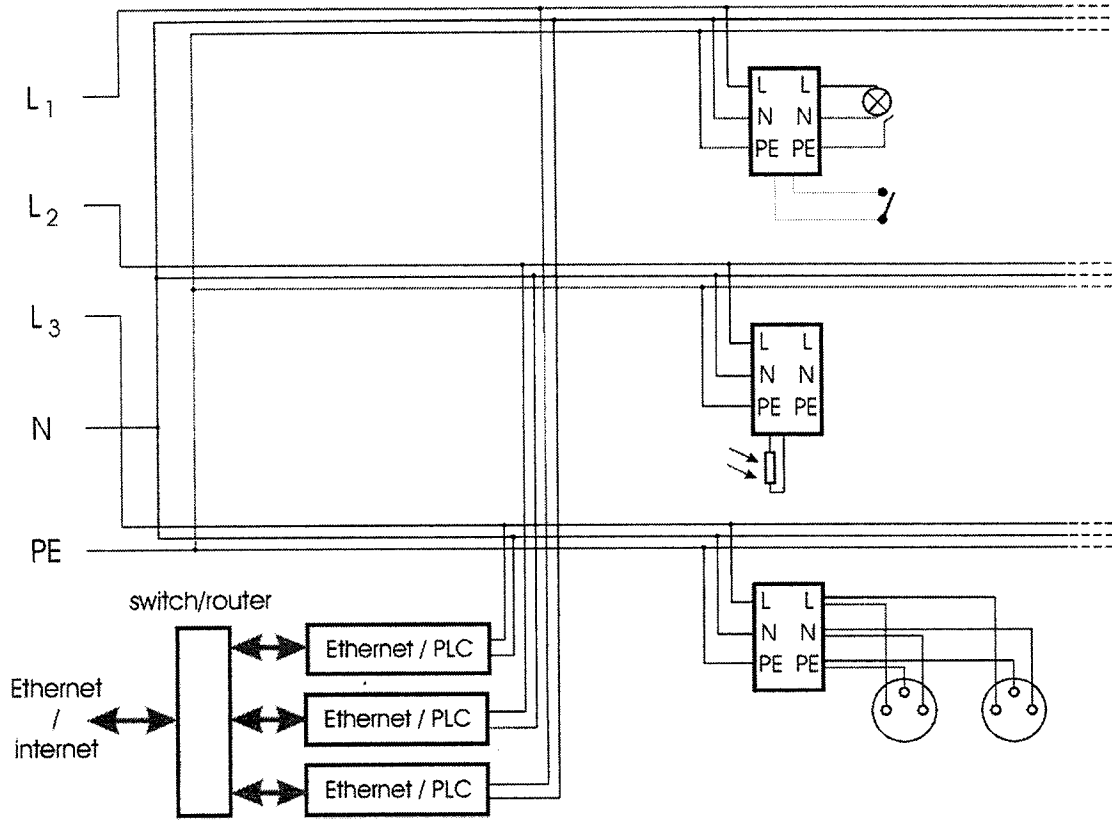 L1
L2
L3
N
PE
L L
N N
PE PE
L L
N N
PE PE
L L
N N
PE PE
switch/router
Ethernet / PLC
Ethernet / PLC
Ethernet / PLC
Ethernet
/
internet